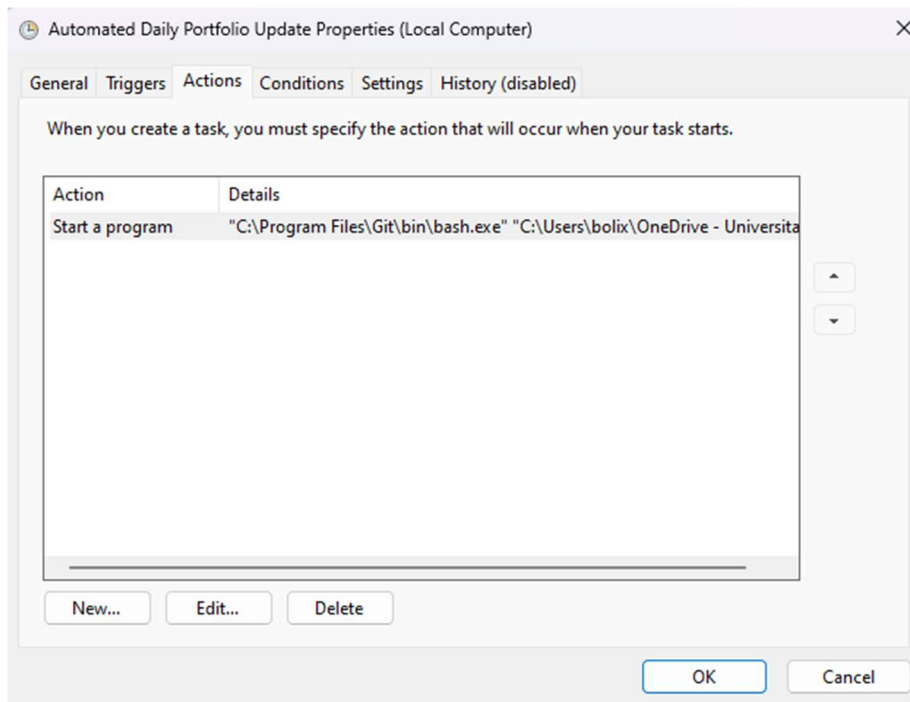 Automated Daily Portfolio Update Properties (Local Computer)
General Triggers Actions Conditions Settings History (disabled)
When you create a task, you must specify the action that will occur when your task starts.
Action Details
Start a program "C:\Program Files\Git\bin\bash.exe" "C:\Users\bolix\OneDrive - Universita
New... Edit... Delete
OK Cancel